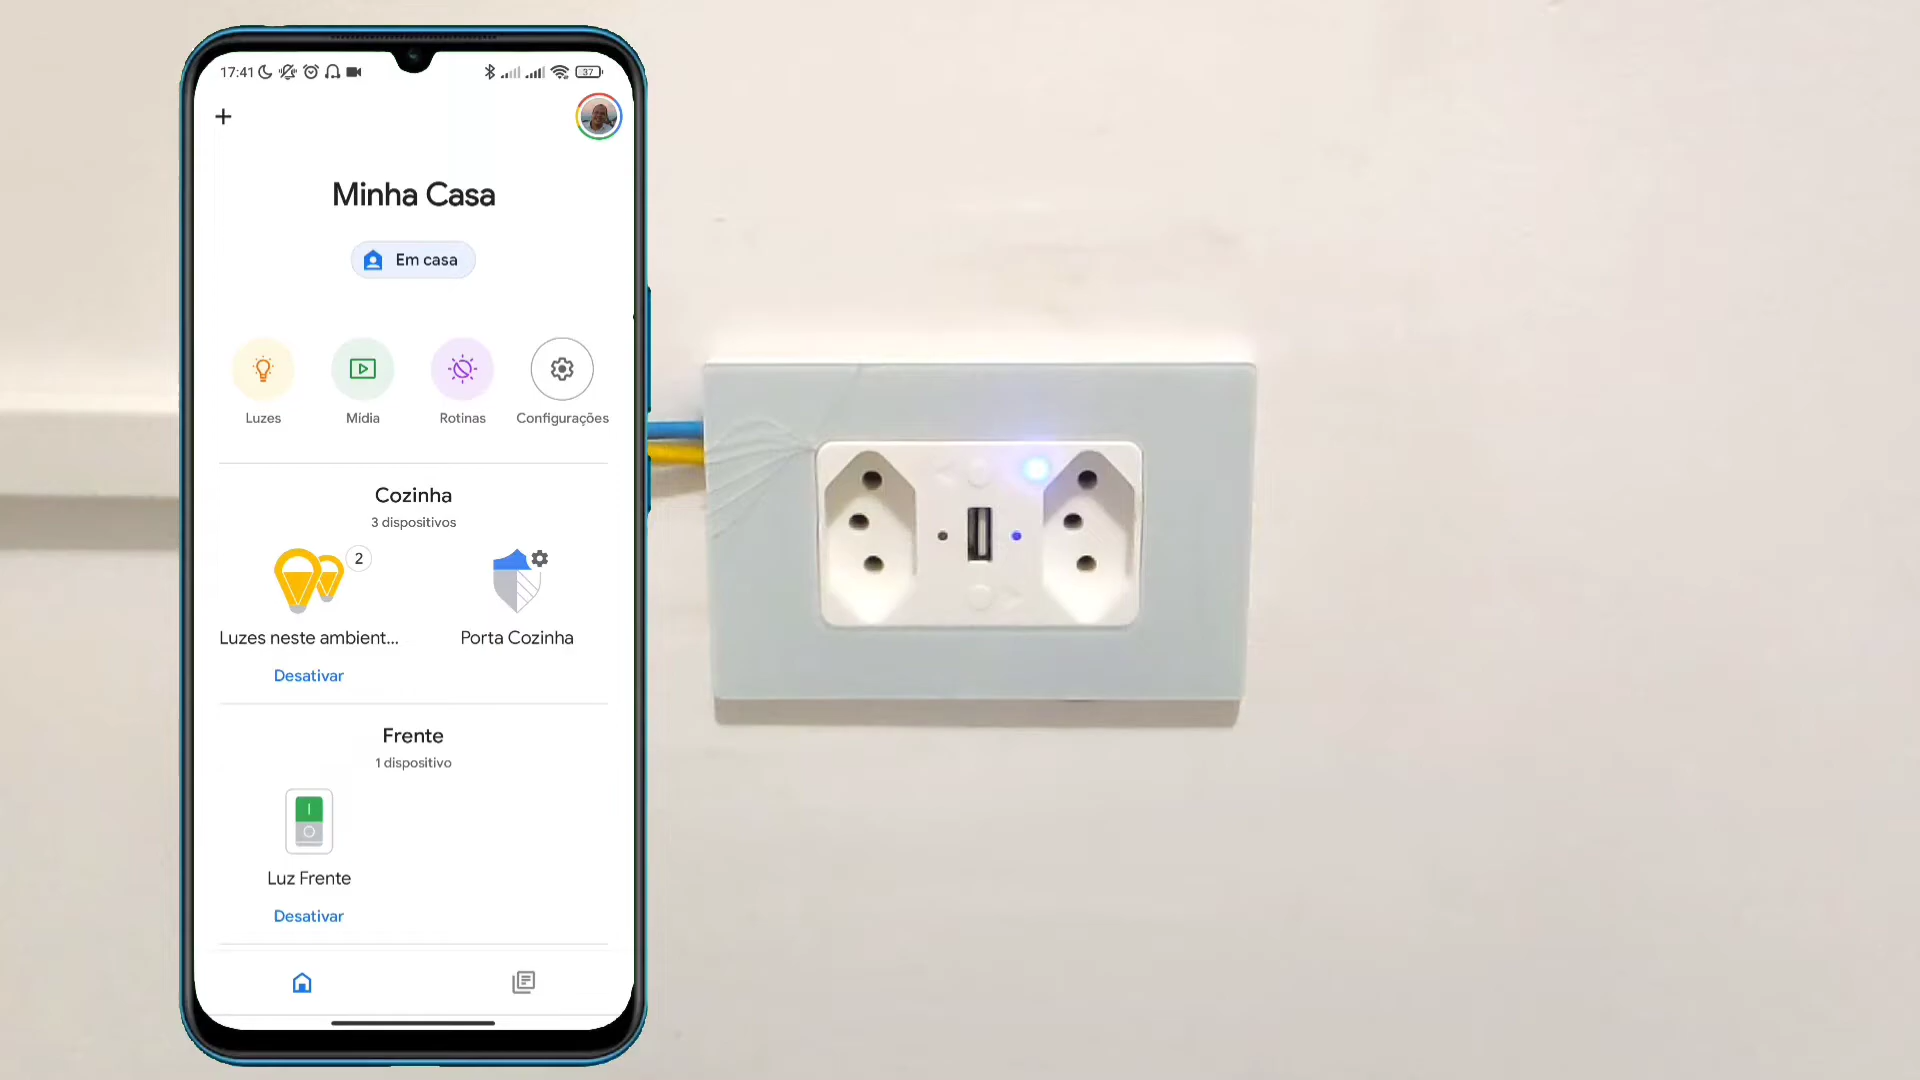 17:41
37
Minha Casa
Em casa
Luzes Mídia Rotinas Configurações
Cozinha
3 dispositivos
2
Luzes neste ambient... Porta Cozinha
Desativar
Frente
1 dispositivo
Luz Frente
Desativar